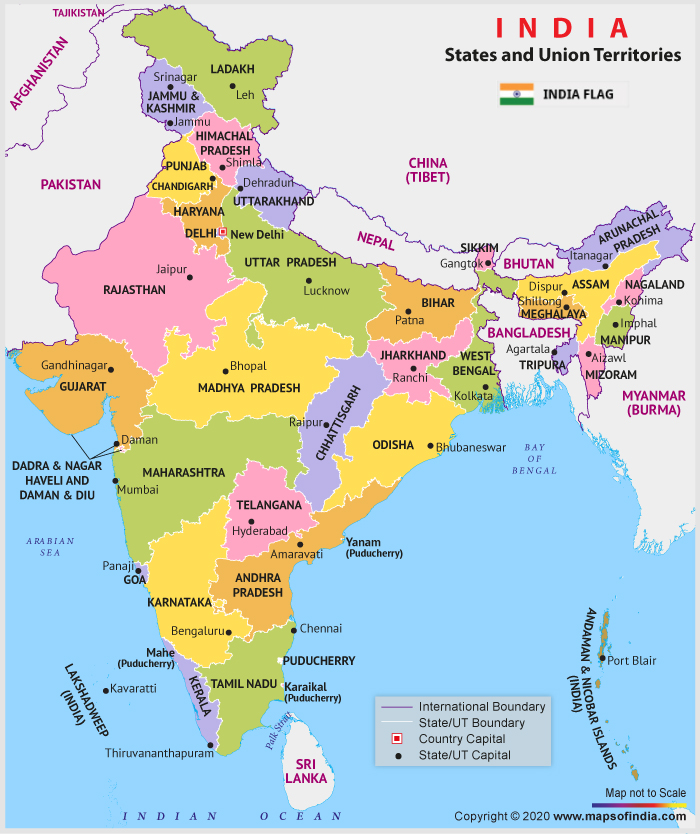 INDIA
States and Union Territories
INDIA FLAG
TAJIKISTAN
AFGHANISTAN
PAKISTAN
CHINA
(TIBET)
NEPAL
BHUTAN
BANGLADESH
MYANMAR
(BURMA)
SRI
LANKA
LADAKH
Leh
Srinagar
JAMMU &
KASHMIR
Jammu
HIMACHAL
PRADESH
Shimla
PUNJAB
CHANDIGARH
Dehradun
UTTARAKHAND
HARYANA
DELHI
New Delhi
UTTAR PRADESH
Lucknow
Jaipur
RAJASTHAN
BIHAR
Patna
SIKKIM
Gangtok
ARUNACHAL
PRADESH
Itanagar
Dispur
ASSAM
Shillong
MEGHALAYA
NAGALAND
Kohima
Imphal
MANIPUR
Agartala
TRIPURA
Aizawl
MIZORAM
Gandhinagar
GUJARAT
Bhopal
MADHYA PRADESH
JHARKHAND
Ranchi
WEST
BENGAL
Kolkata
Raipur
CHHATTISGARH
ODISHA
Bhubaneswar
Daman
DADRA & NAGAR
HAVELI AND
DAMAN & DIU
MAHARASHTRA
Mumbai
TELANGANA
Hyderabad
Amaravati
Yanam
(Puducherry)
ANDHRA
PRADESH
Panaji
GOA
KARNATAKA
Bengaluru
Chennai
Mahe
(Puducherry)
PUDUCHERRY
TAMIL NADU
Karaikal
(Puducherry)
KERALA
Thiruvananthapuram
Kavaratti
LAKSHADWEEP
(INDIA)
Palk Strait
ANDAMAN & NICOBAR ISLANDS
(INDIA)
Port Blair
BAY
OF
BENGAL
ARABIAN
SEA
INDIAN OCEAN
International Boundary
State/UT Boundary
Country Capital
State/UT Capital
Map not to Scale
Copyright © 2020 www.mapsofindia.com